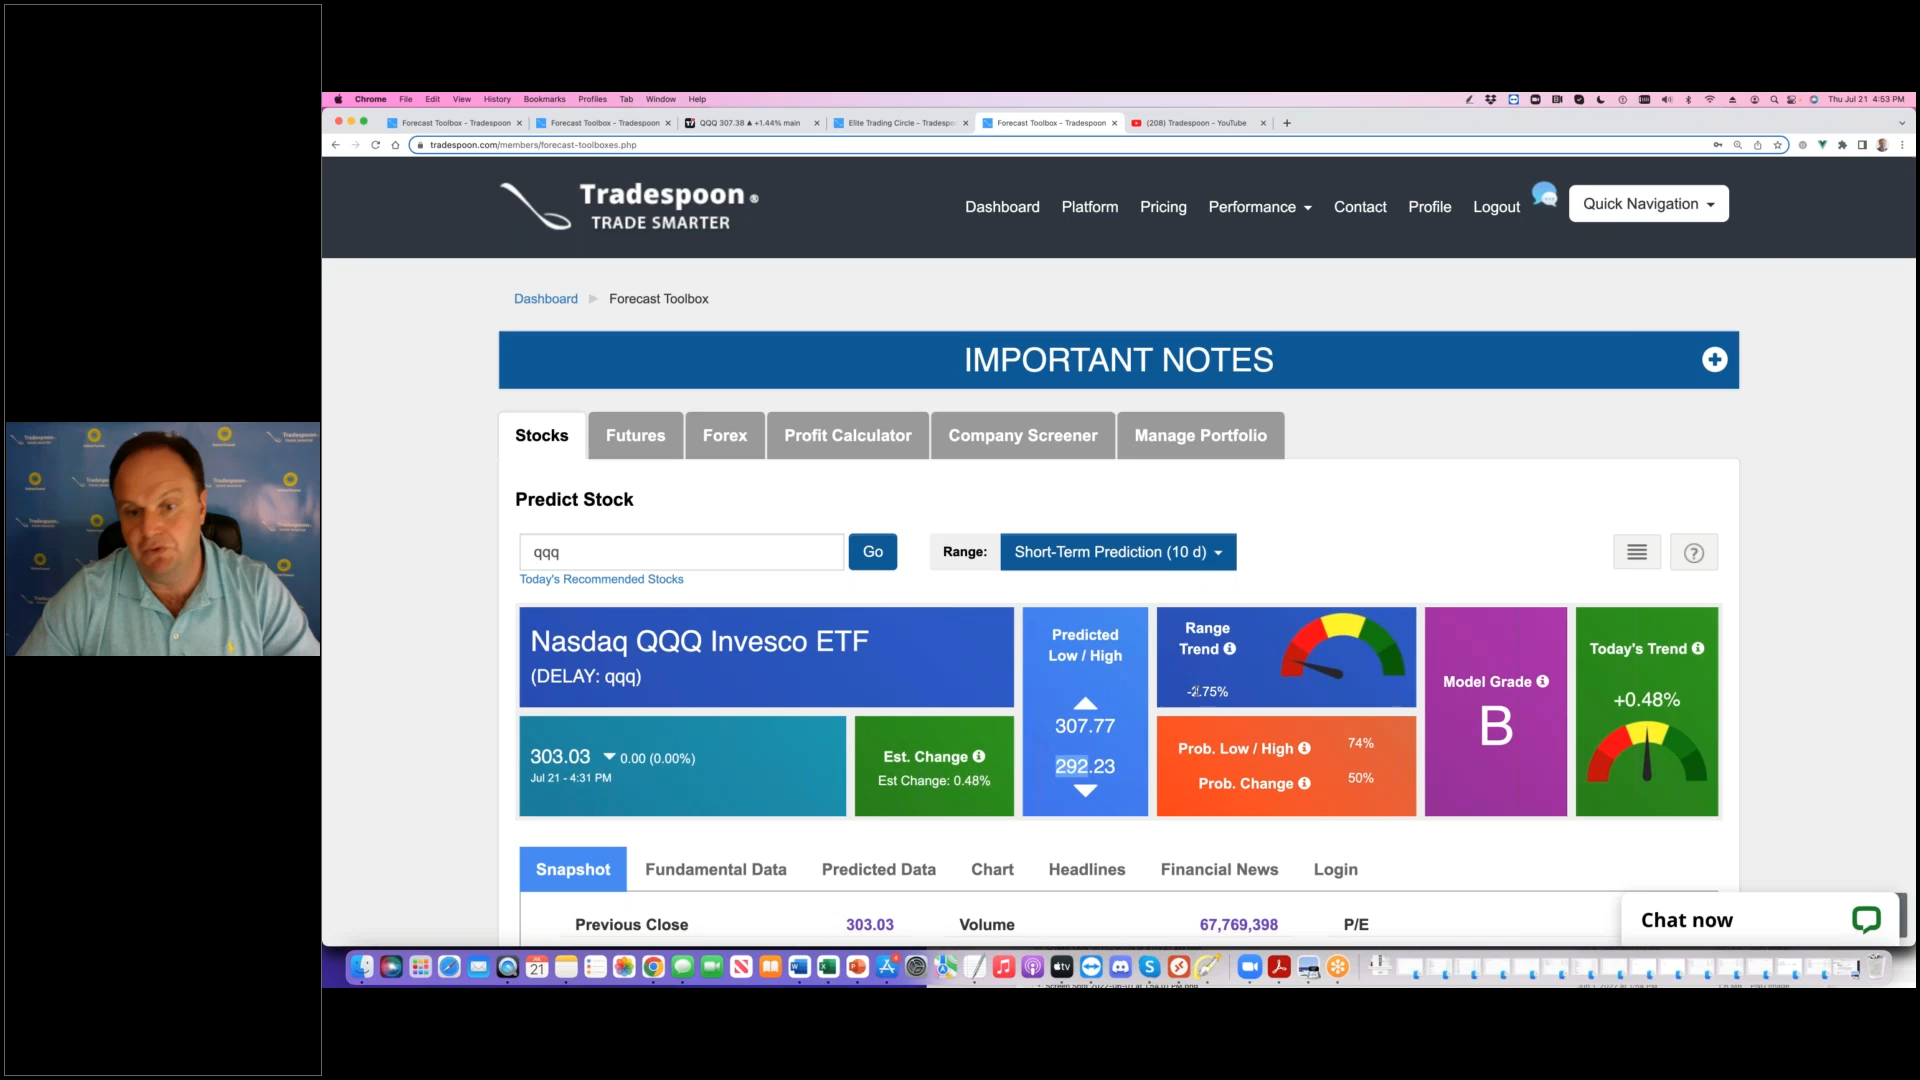 Chrome File Edit View History Bookmarks Profiles Tab Window Help Thu Jul 21 4:53 PM
Forecast Toolbox - Tradespoon Forecast Toolbox - Tradespoon QQQ 307.38 ▲ +1.44% main Elite Trading Circle - Tradespo Forecast Toolbox - Tradespoon (208) Tradespoon - YouTube
tradespoon.com/members/forecast-toolboxes.php
Tradespoon ®
TRADE SMARTER
Dashboard Platform Pricing Performance Contact Profile Logout Quick Navigation
Dashboard Forecast Toolbox
IMPORTANT NOTES
Stocks Futures Forex Profit Calculator Company Screener Manage Portfolio
Predict Stock
qqq Go Range: Short-Term Prediction (10 d)
Today's Recommended Stocks
Nasdaq QQQ Invesco ETF
(DELAY: qqq)
303.03 0.00 (0.00%)
Jul 21 - 4:31 PM
Est. Change
Est Change: 0.48%
Predicted
Low / High
307.77
292.23
Range
Trend
Prob. Low / High 74%
Prob. Change 50%
Model Grade
B
Today's Trend
+0.48%
Snapshot Fundamental Data Predicted Data Chart Headlines Financial News Login
Previous Close 303.03 Volume 67,769,398 P/E
Chat now